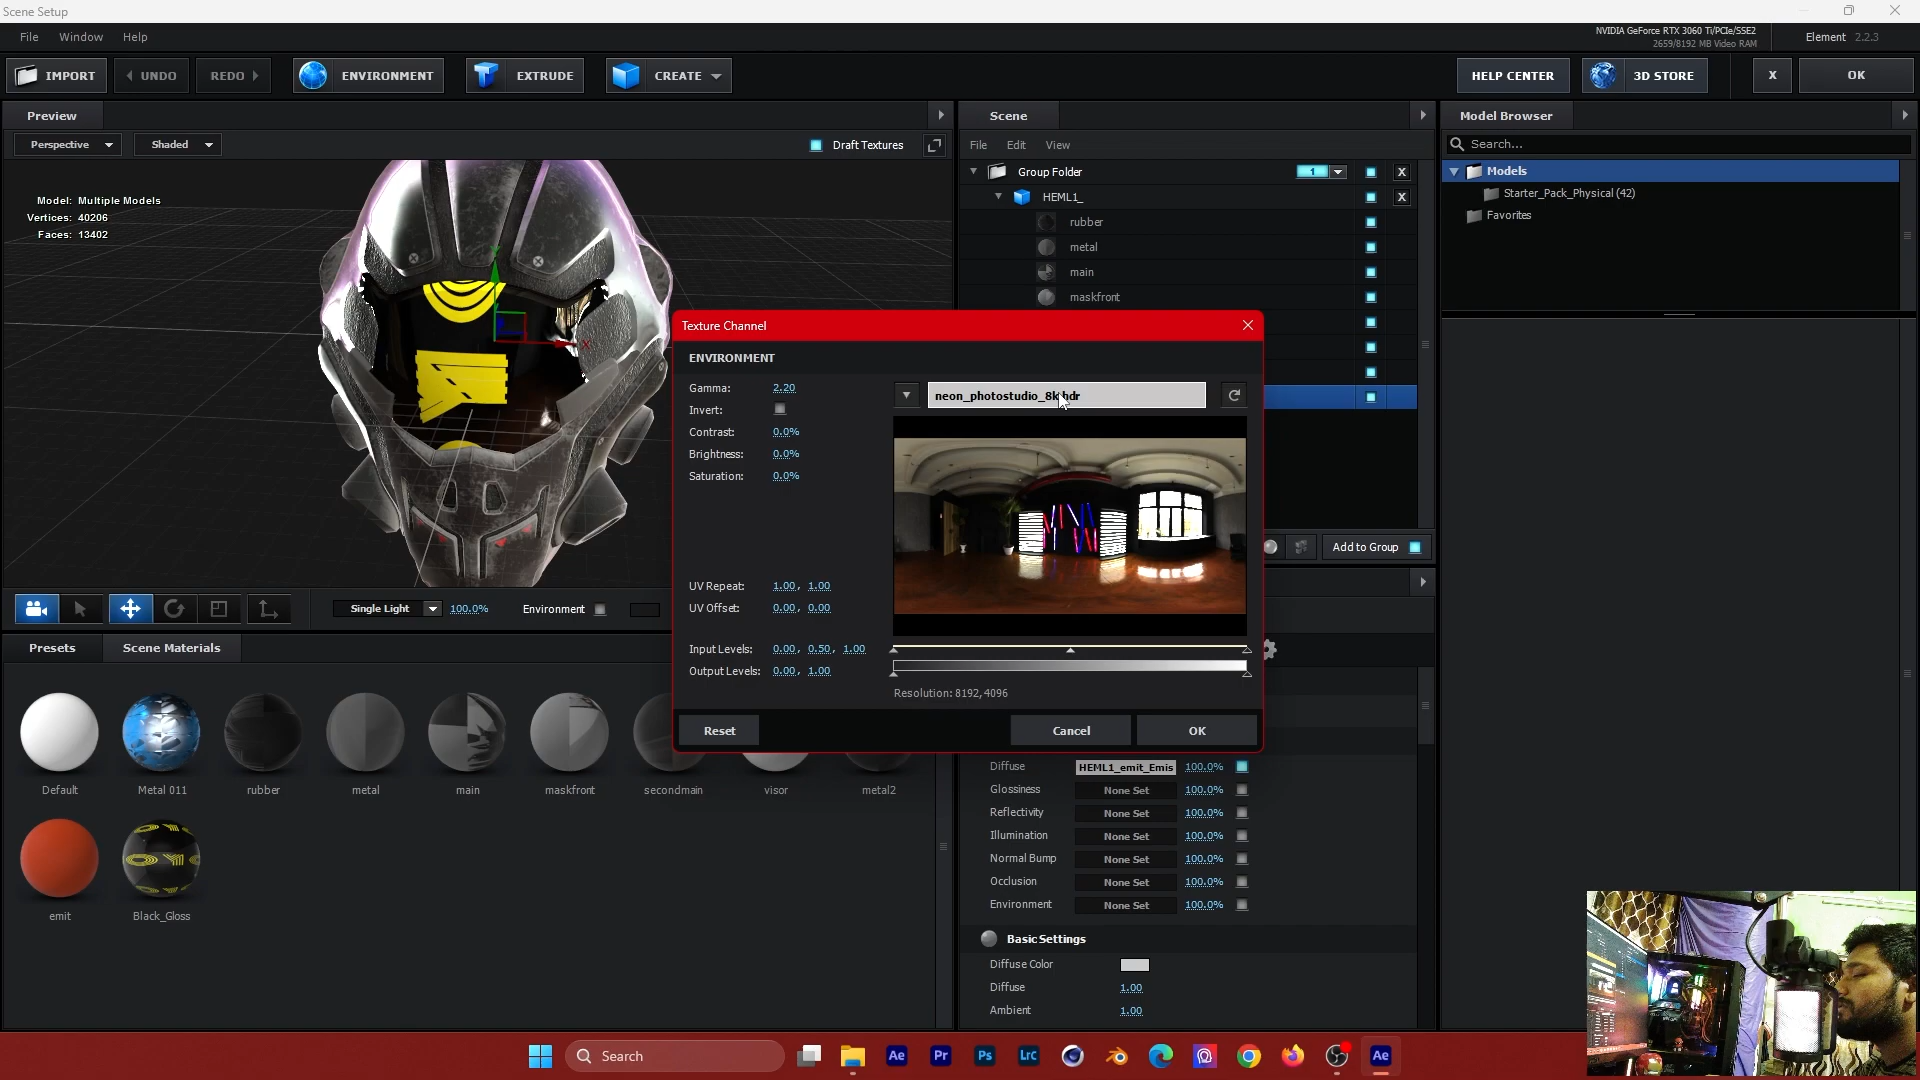 Scene Setup
File Window Help
NVIDIA GeForce RTX 3060 Ti/PCIe/SSE2
2659/8192 MB Video RAM
Element 2.2.3
IMPORT
UNDO
REDO
ENVIRONMENT
EXTRUDE
CREATE
HELP CENTER
3D STORE
X
OK
Preview
Perspective
Shaded
Draft Textures
Model: Multiple Models
Vertices: 40206
Faces: 13402
Y
X
Scene
File Edit View
Group Folder
1
X
HEML1_
X
rubber
metal
main
maskfront
Add to Group
Model Browser
Search...
Models
Starter_Pack_Physical (42)
Favorites
Texture Channel
ENVIRONMENT
Gamma: 2.20
Invert:
Contrast: 0.0%
Brightness: 0.0%
Saturation: 0.0%
UV Repeat: 1.00, 1.00
UV Offset: 0.00, 0.00
Input Levels: 0.00, 0.50, 1.00
Output Levels: 0.00, 1.00
neon_photostudio_8k.hdr
Resolution: 8192,4096
Reset
Cancel
OK
Single Light 100.0%
Environment
Presets
Scene Materials
Default
Metal 011
rubber
metal
main
maskfront
secondmain
visor
metal2
emit
Black_Gloss
Diffuse HEML1_emit_Emis 100.0%
Glossiness None Set 100.0%
Reflectivity None Set 100.0%
Illumination None Set 100.0%
Normal Bump None Set 100.0%
Occlusion None Set 100.0%
Environment None Set 100.0%
Basic Settings
Diffuse Color
Diffuse 1.00
Ambient 1.00
Search
Ae
Pr
Ps
LrC
Ae